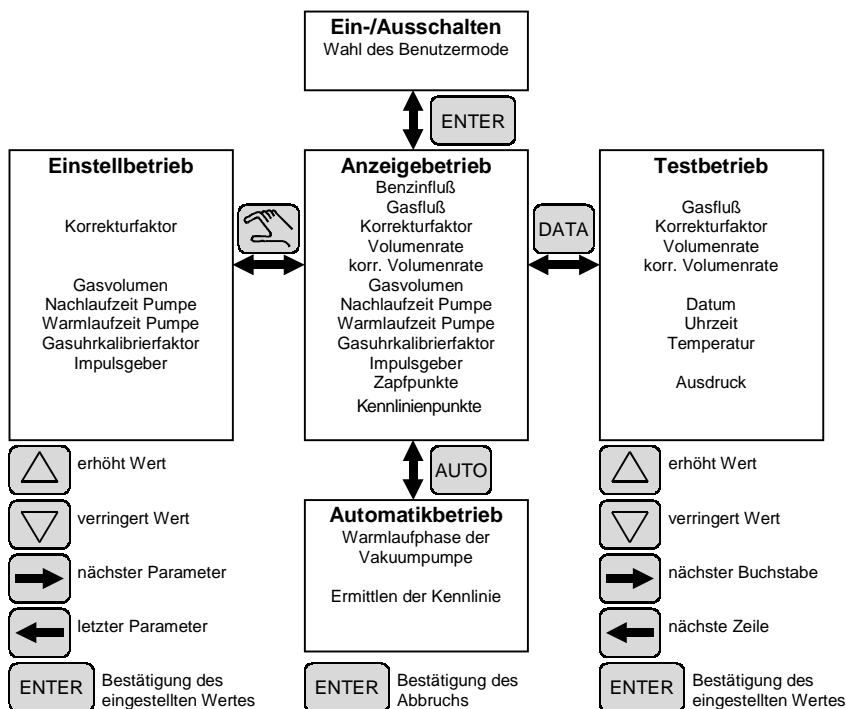 Ein-/Ausschalten
Wahl des Benutzermode
ENTER
Einstellbetrieb
Korrekturfaktor
Gasvolumen
Nachlaufzeit Pumpe
Warmlaufzeit Pumpe
Gasuhrkalibrierfaktor
Impulsgeber
Anzeigebetrieb
Benzinfluß
Gasfluß
Korrekturfaktor
Volumenrate
korr. Volumenrate
Gasvolumen
Nachlaufzeit Pumpe
Warmlaufzeit Pumpe
Gasuhrkalibrierfaktor
Impulsgeber
Zapfpunkte
Kennlinienpunkte
DATA
Testbetrieb
Gasfluß
Korrekturfaktor
Volumenrate
korr. Volumenrate
Datum
Uhrzeit
Temperatur
Ausdruck
erhöht Wert
verringert Wert
nächster Parameter
letzter Parameter
ENTER
Bestätigung des
eingestellten Wertes
AUTO
Automatikbetrieb
Warmlaufphase der
Vakuumpumpe
Ermittlen der Kennlinie
ENTER
Bestätigung des
Abbruchs
erhöht Wert
verringert Wert
nächster Buchstabe
nächste Zeile
ENTER
Bestätigung des
eingestellten Wertes